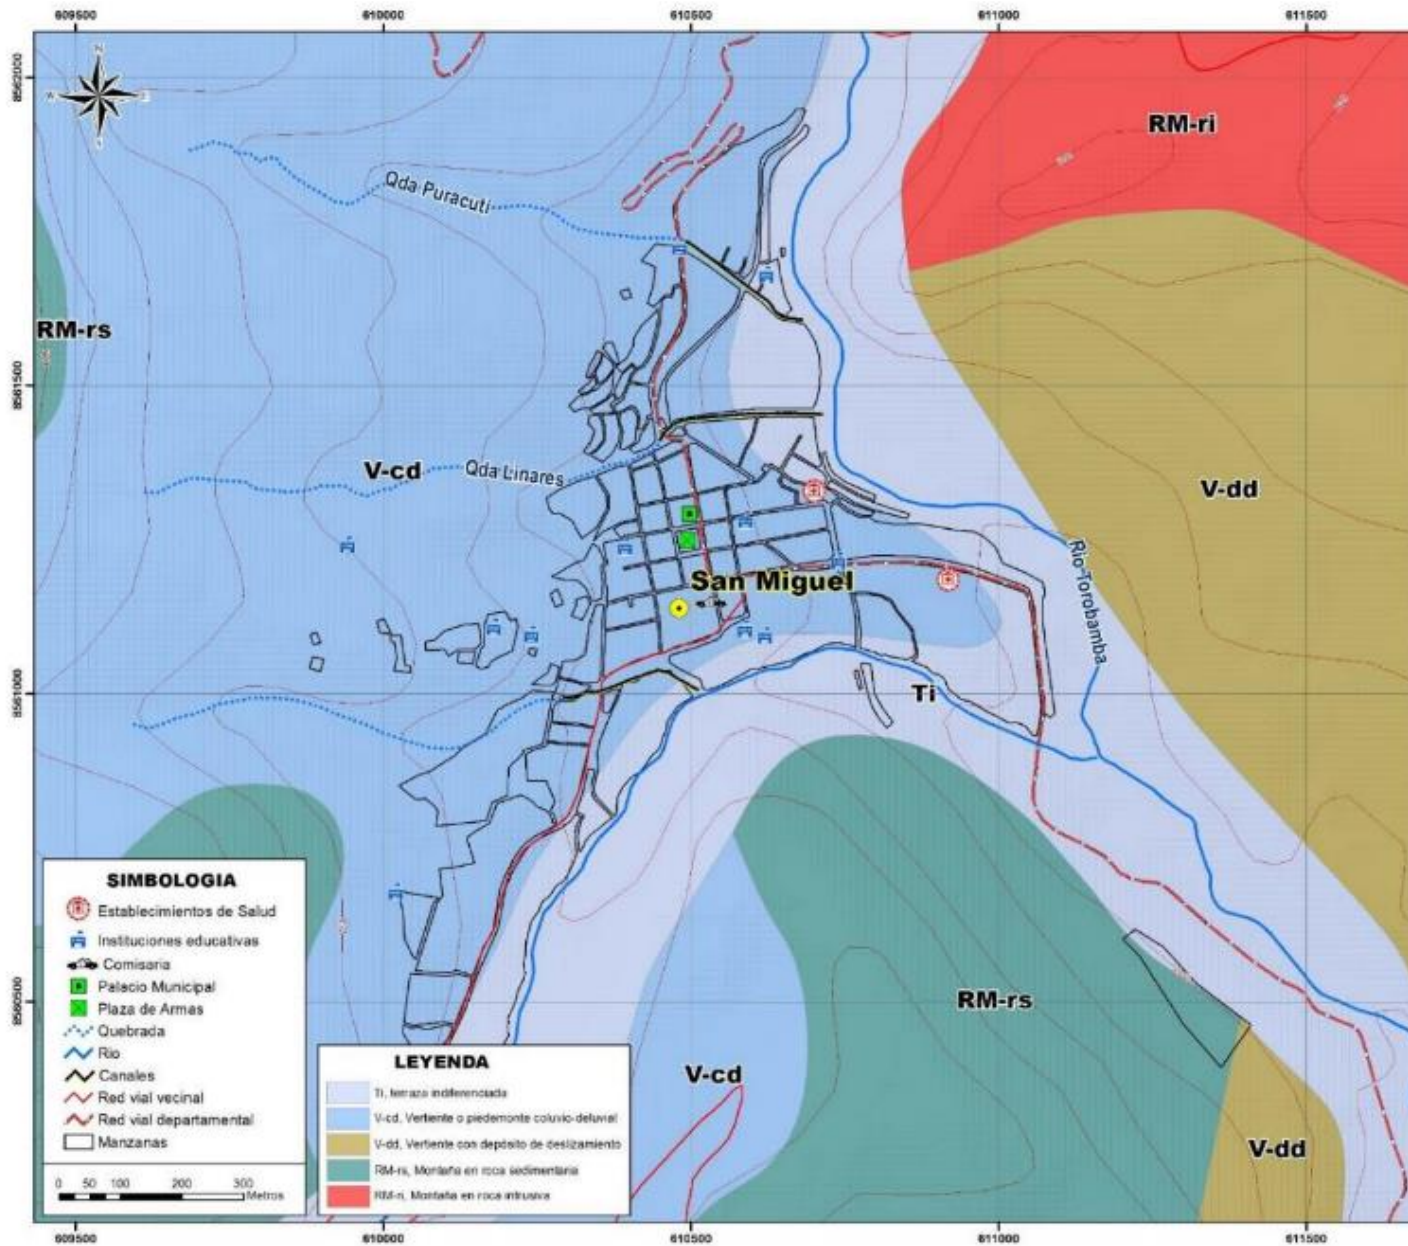 609500 610000 610500 611000 611500
8562000
N
W E
S
RM-ri
Qda Puracuti
RM-rs
8561500
V-cd
Qda Linares
V-dd
San Miguel
Rio Torobamba
8561000
Ti
SIMBOLOGIA
Establecimientos de Salud
Instituciones educativas
Comisaria
Palacio Municipal
Plaza de Armas
Quebrada
Rio
Canales
Red vial vecinal
Red vial departamental
Manzanas
0 50 100 200 300
Metros
8560500
RM-rs
V-cd
V-dd
LEYENDA
Ti, terraza indiferenciada
V-cd, Vertiente o piedemonte coluvio-deluvial
V-dd, Vertiente con depósito de deslizamiento
RM-rs, Montaña en roca sedimentaria
RM-ri, Montaña en roca intrusiva
609500 610000 610500 611000 611500